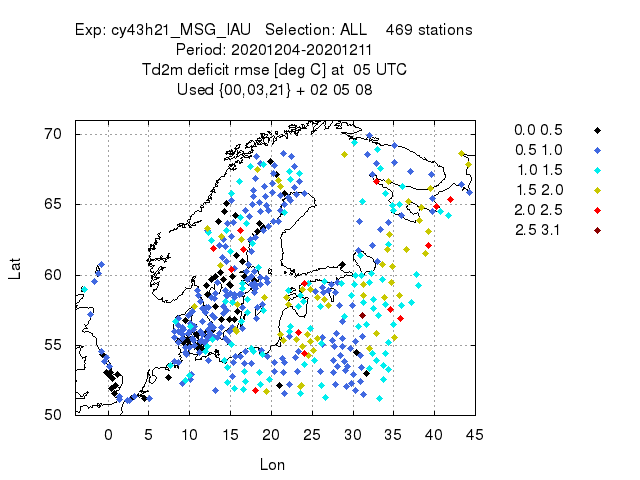 Exp: cy43h21_MSG_IAU Selection: ALL 469 stations
Period: 20201204-20201211
Td2m deficit rmse [deg C] at 05 UTC
Used {00,03,21} + 02 05 08
0.0 0.5
0.5 1.0
1.0 1.5
1.5 2.0
2.0 2.5
2.5 3.1
70
65
60
55
50
Lat
0 5 10 15 20 25 30 35 40 45
Lon